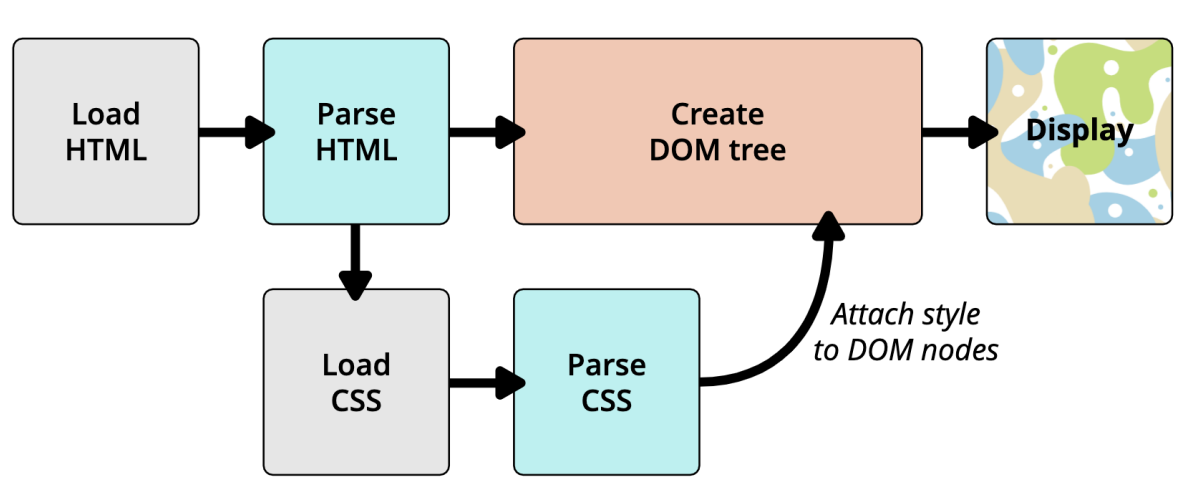 Load
HTML
Parse
HTML
Create
DOM tree
Display
Load
CSS
Parse
CSS
Attach style
to DOM nodes